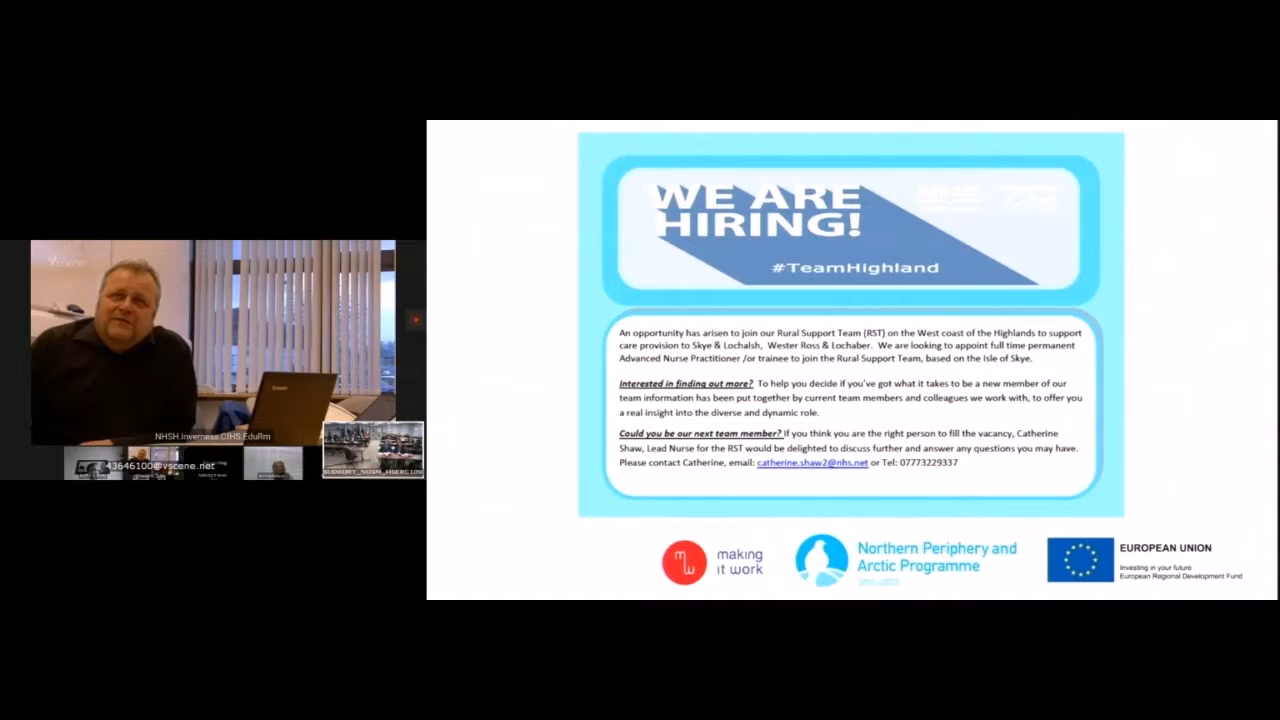 vscene
NHSH.Inverness.CfHS.EduRm
43646100@vscene.net
WE ARE
HIRING!
#TeamHighland
An opportunity has arisen to join our Rural Support Team (RST) on the West coast of the Highlands to support
care provision to Skye & Lochalsh, Wester Ross & Lochaber. We are looking to appoint full time permanent
Advanced Nurse Practitioner /or trainee to join the Rural Support Team, based on the Isle of Skye.
Interested in finding out more? To help you decide if you've got what it takes to be a new member of our
team information has been put together by current team members and colleagues we work with, to offer you
a real insight into the diverse and dynamic role.
Could you be our next team member? If you think you are the right person to fill the vacancy, Catherine
Shaw, Lead Nurse for the RST would be delighted to discuss further and answer any questions you may have.
Please contact Catherine, email: catherine.shaw2@nhs.net or Tel: 07773229337
making
it work
Northern Periphery and
Arctic Programme
EUROPEAN UNION
Investing in your future
European Regional Development Fund